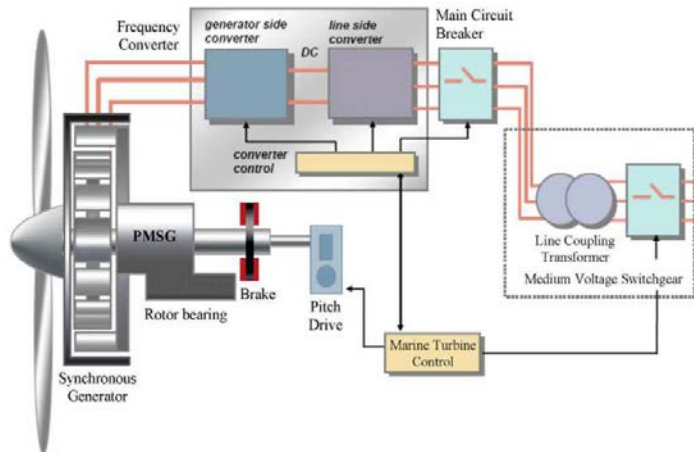 Frequency
Converter
generator side
converter
DC
line side
converter
Main Circuit
Breaker
converter
control
PMSG
Brake
Rotor bearing
Pitch
Drive
Synchronous
Generator
Line Coupling
Transformer
Medium Voltage Switchgear
Marine Turbine
Control